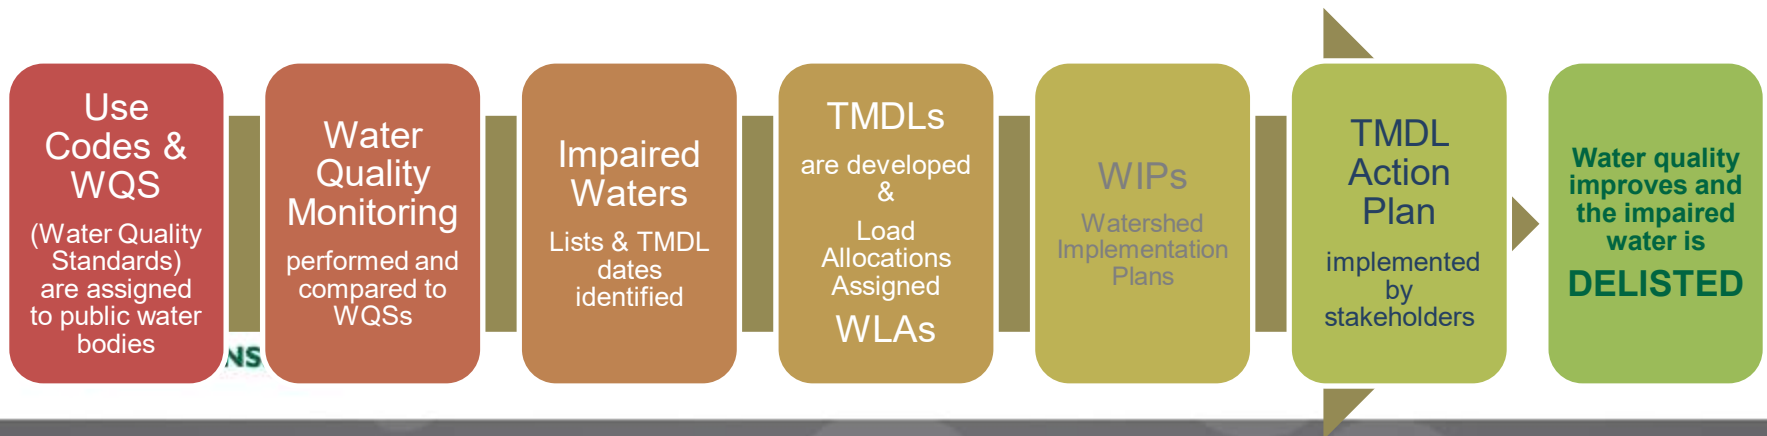 Use
Codes &
WQS
(Water Quality
Standards)
are assigned
to public water
bodies
Water
Quality
Monitoring
performed and
compared to
WQSs
Impaired
Waters
Lists & TMDL
dates
identified
TMDLs
are developed
&
Load
Allocations
Assigned
WLAs
WIPs
Watershed
Implementation
Plans
TMDL
Action
Plan
implemented
by
stakeholders
Water quality
improves and
the impaired
water is
DELISTED
NS